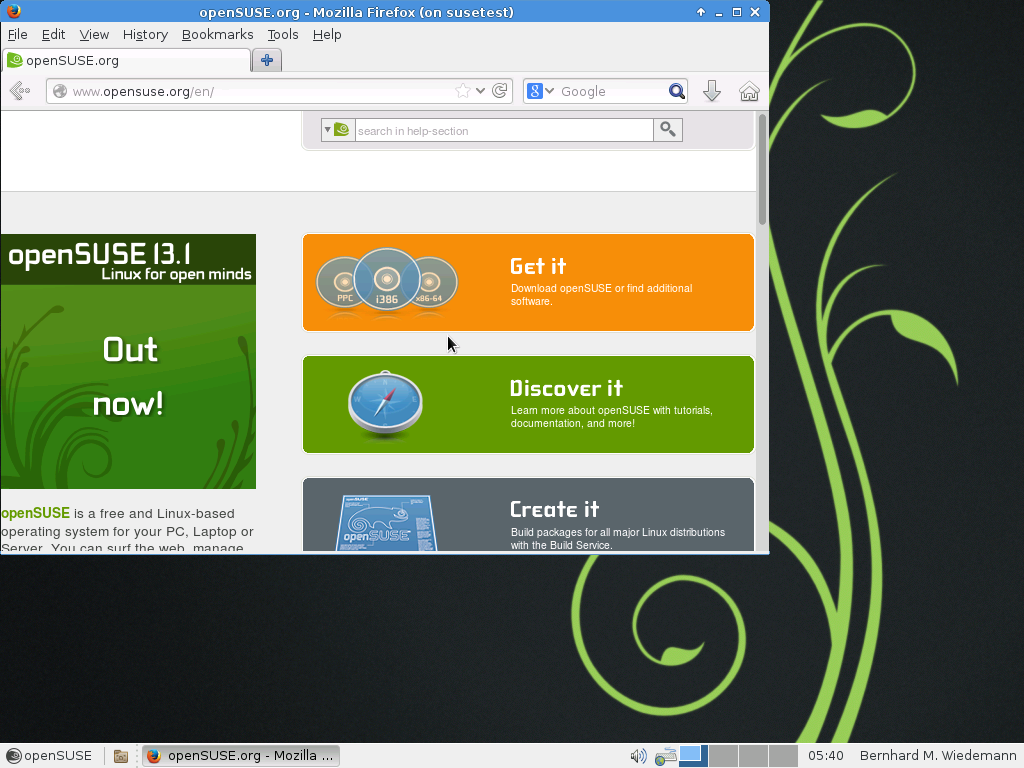 openSUSE.org - Mozilla Firefox (on susetest)
File Edit View History Bookmarks Tools Help
openSUSE.org
www.opensuse.org/en/
Google
search in help-section
openSUSE 13.1
Linux for open minds
Out
now!
openSUSE is a free and Linux-based
operating system for your PC, Laptop or
Server. You can surf the web, manage
PPC
i386
x86-64
Get it
Download openSUSE or find additional
software.
Discover it
Learn more about openSUSE with tutorials,
documentation, and more!
openSUSE
Create it
Build packages for all major Linux distributions
with the Build Service.
openSUSE
openSUSE.org - Mozilla ...
05:40
Bernhard M. Wiedemann